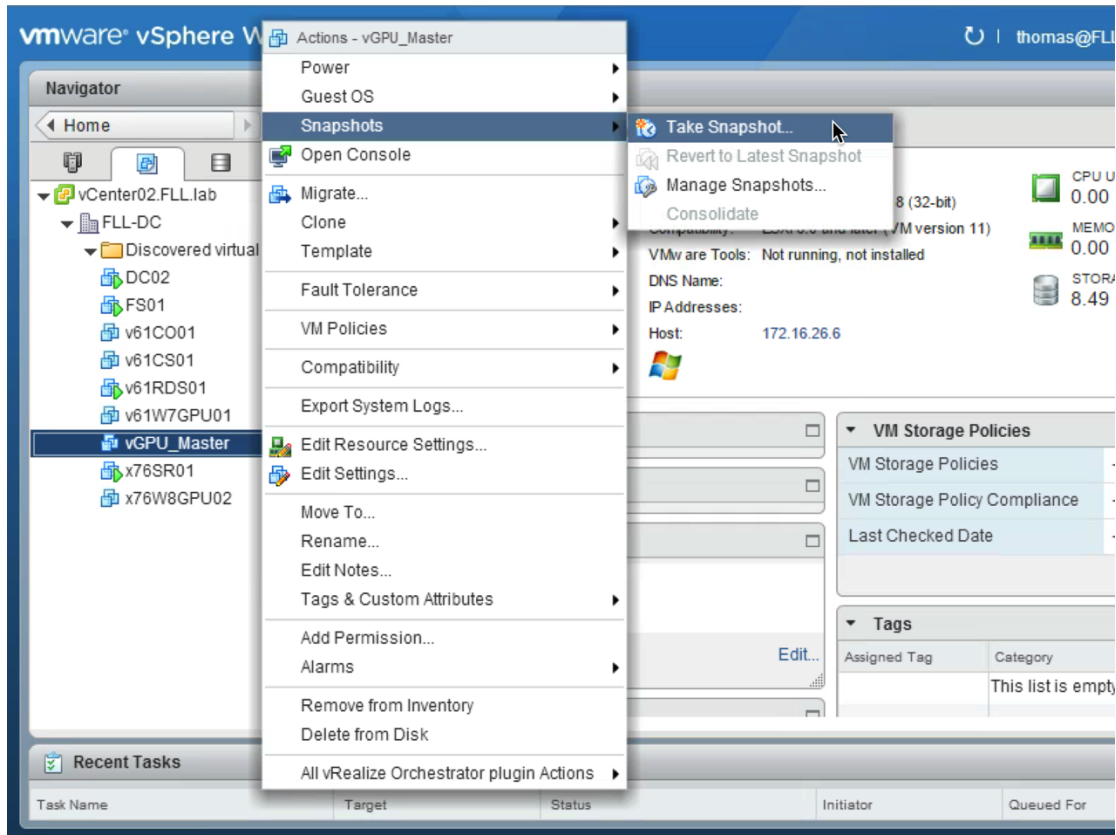 vmware® vSphere W
thomas@FLL
Navigator
Home
vCenter02.FLL.lab
FLL-DC
Discovered virtual
DC02
FS01
v61CO01
v61CS01
v61RDS01
v61W7GPU01
vGPU_Master
x76SR01
x76W8GPU02
Actions - vGPU_Master
Power
Guest OS
Snapshots
Open Console
Migrate...
Clone
Template
Fault Tolerance
VM Policies
Compatibility
Export System Logs...
Edit Resource Settings...
Edit Settings...
Move To...
Rename...
Edit Notes...
Tags & Custom Attributes
Add Permission...
Alarms
Remove from Inventory
Delete from Disk
All vRealize Orchestrator plugin Actions
Take Snapshot...
Revert to Latest Snapshot
Manage Snapshots...
Consolidate
8 (32-bit)
(VM version 11)
VMware Tools: Not running, not installed
DNS Name:
IP Addresses:
Host: 172.16.26.6
CPU U
0.00
MEMO
0.00
STORA
8.49
VM Storage Policies
VM Storage Policies -
VM Storage Policy Compliance -
Last Checked Date -
Edit...
Tags
Assigned Tag Category
This list is empty
Recent Tasks
Task Name Target Status Initiator Queued For